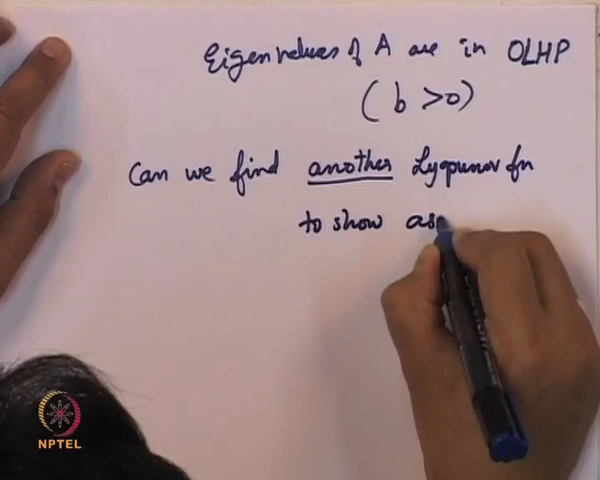 Eigenvalues of A are in OLHP
(b >0)
Can we find another Lyapunov fn
to show as
NPTEL